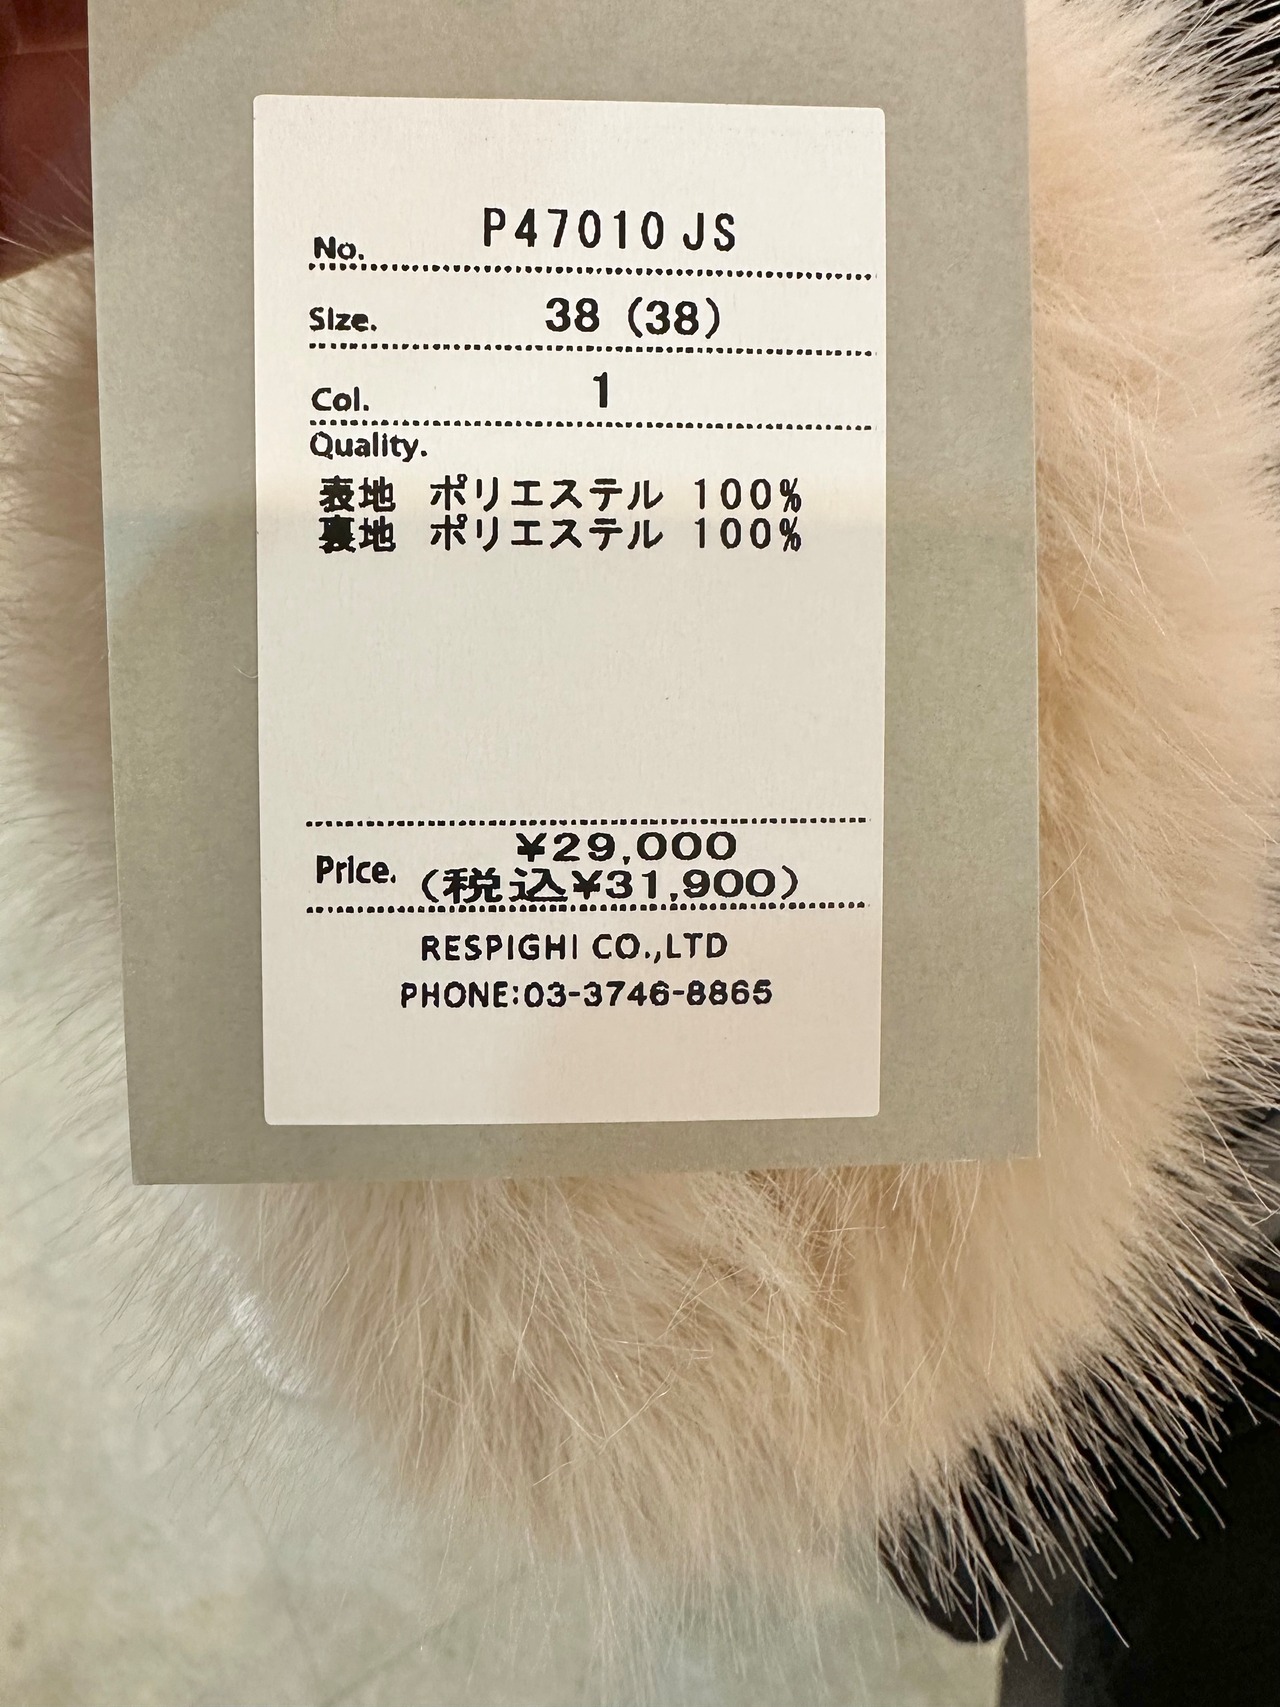 No. P47010 JS
Size. 38 (38)
Col. 1
Quality.
表地 ポリエステル 100%
裏地 ポリエステル 100%
¥29,000
Price. (税込¥31,900)
RESPIGHI CO.,LTD
PHONE:03-3746-8865